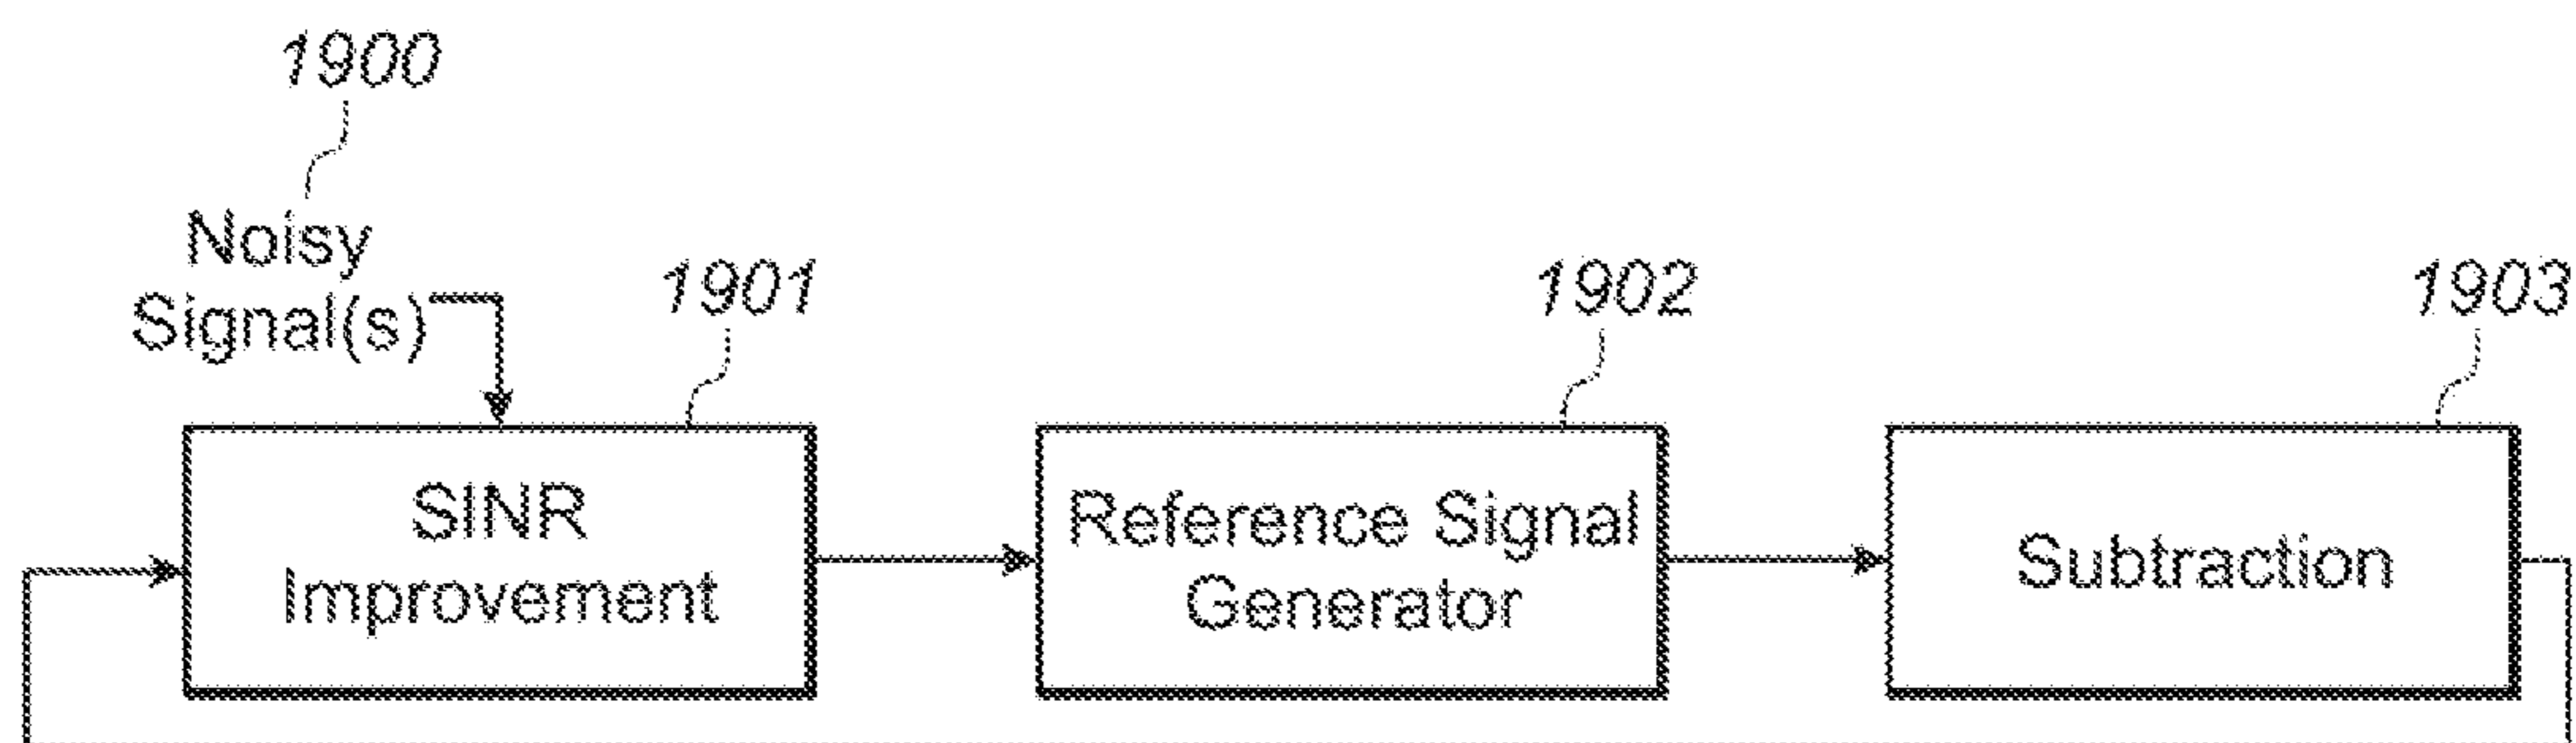 1900
Noisy
Signal(s)
1901
1902
1903
SINR
Improvement
Reference Signal
Generator
Subtraction